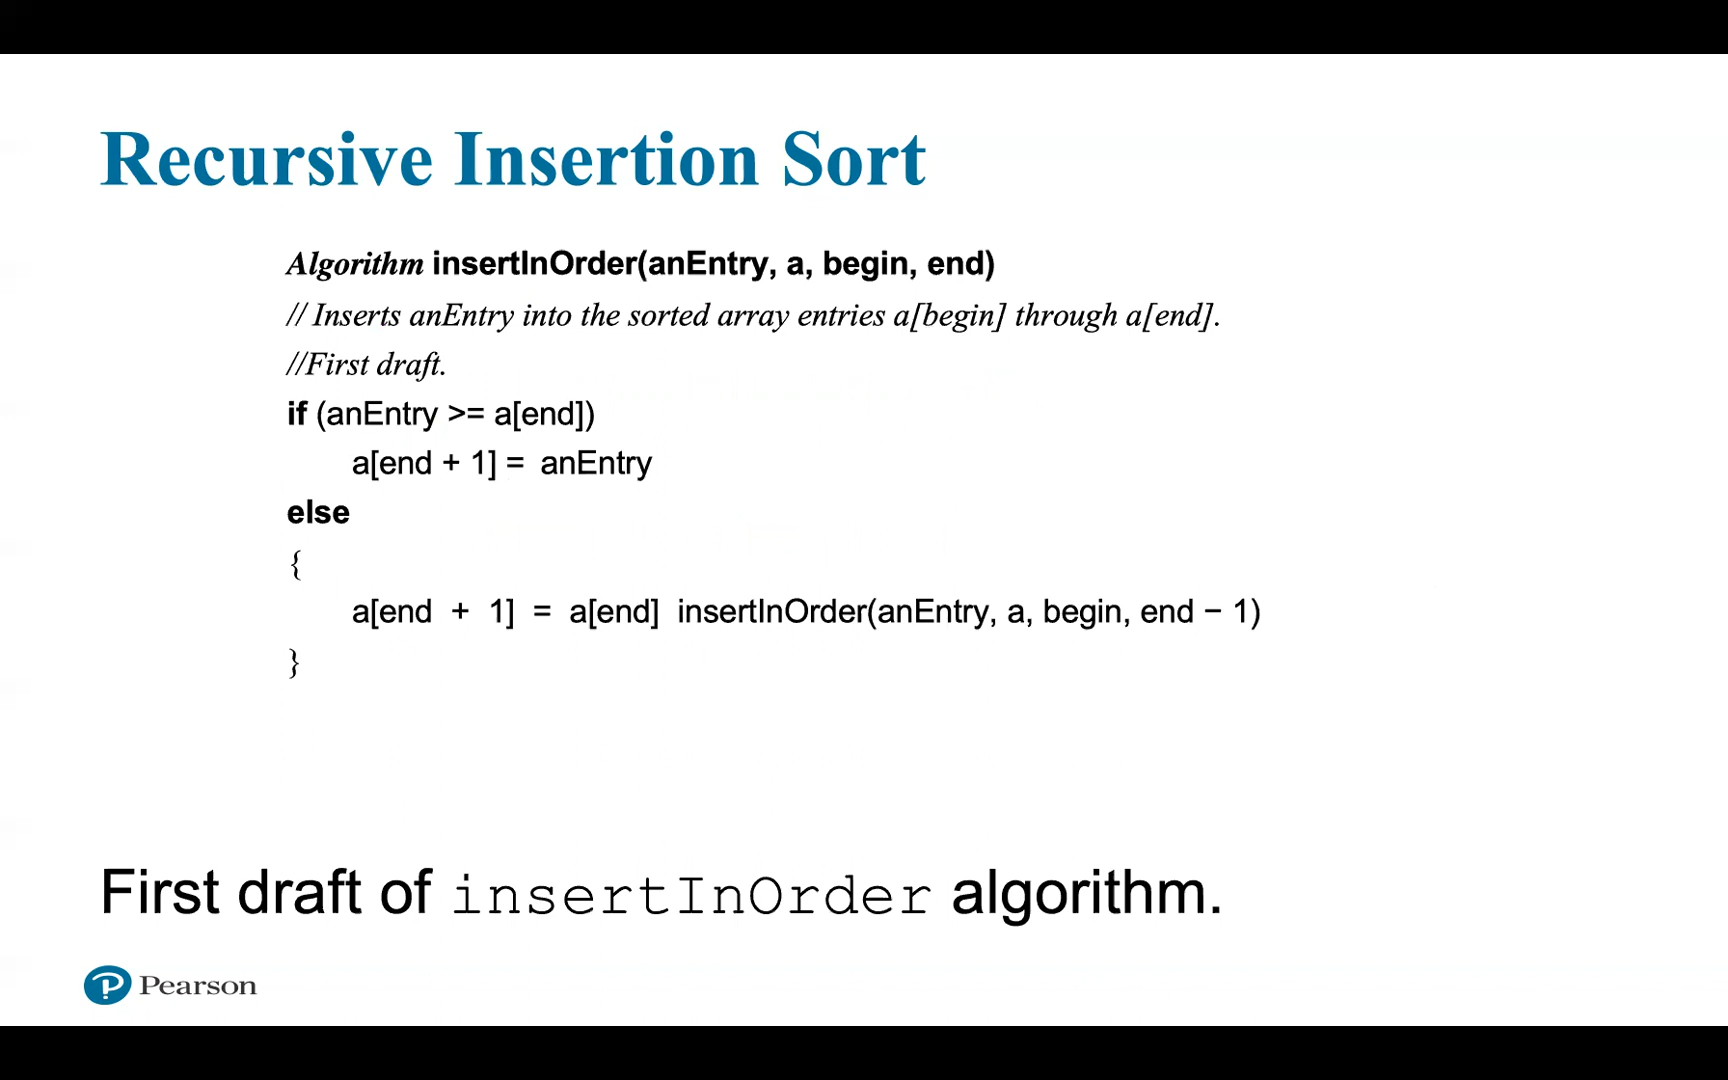 Recursive Insertion Sort
Algorithm insertInOrder(anEntry, a, begin, end)
// Inserts anEntry into the sorted array entries a[begin] through a[end].
//First draft.
if (anEntry >= a[end])
a[end + 1] = anEntry
else
{
a[end + 1] = a[end] insertInOrder(anEntry, a, begin, end − 1)
}
First draft of insertInOrder algorithm.
Pearson